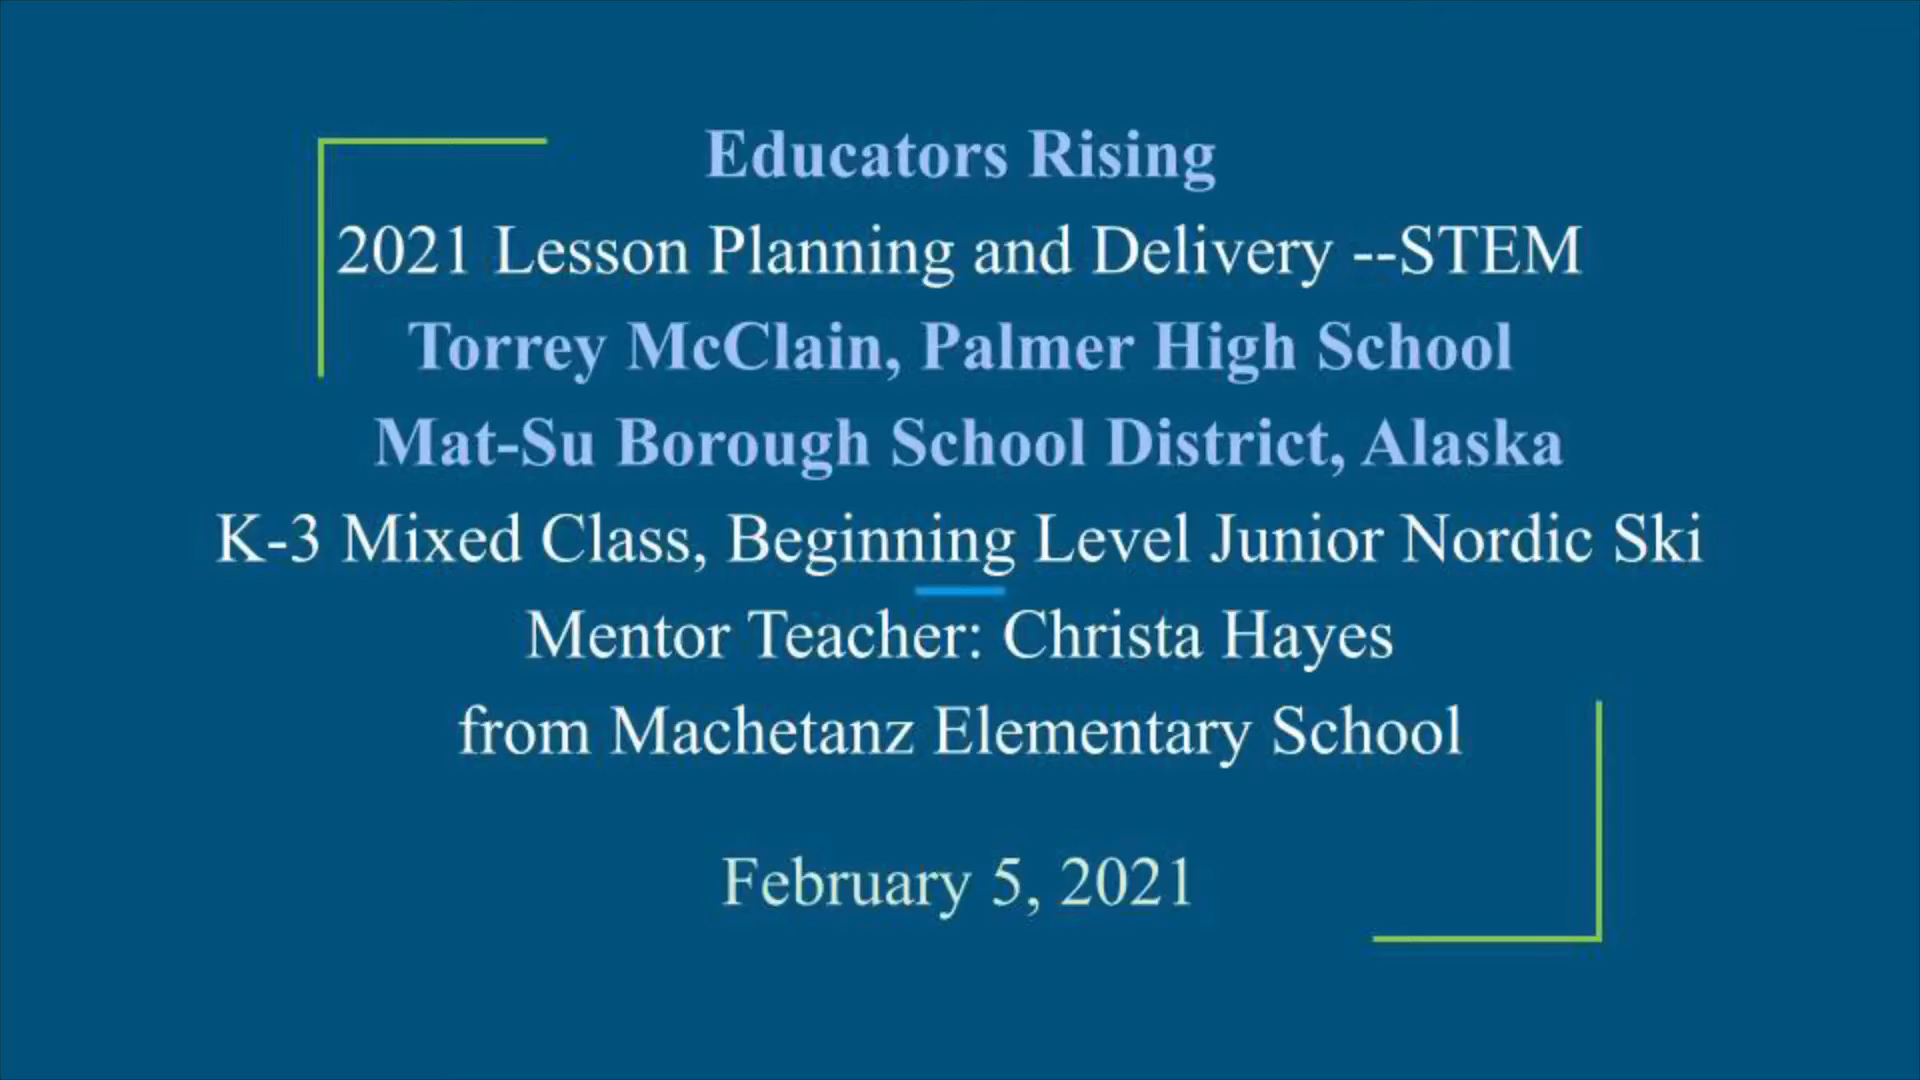 Educators Rising
2021 Lesson Planning and Delivery --STEM
Torrey McClain, Palmer High School
Mat-Su Borough School District, Alaska
K-3 Mixed Class, Beginning Level Junior Nordic Ski
Mentor Teacher: Christa Hayes
from Machetanz Elementary School
February 5, 2021